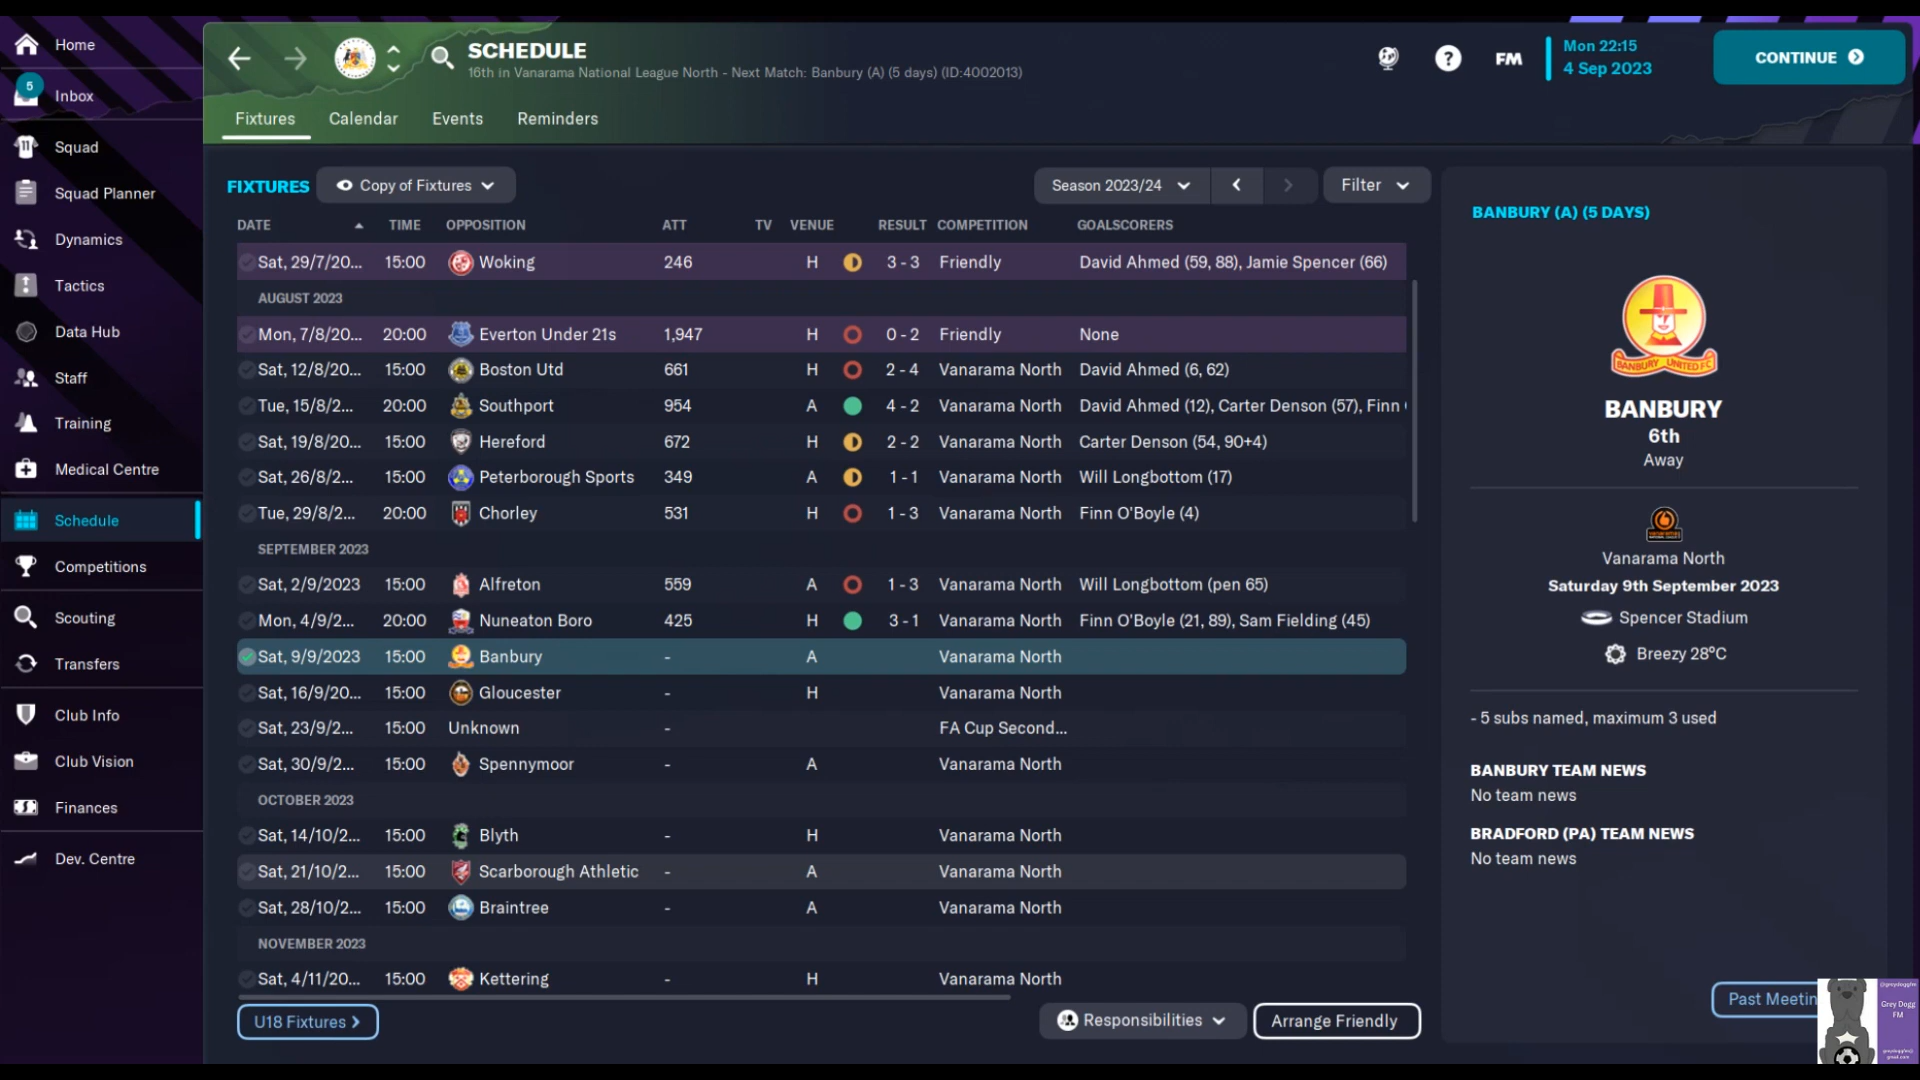 Home
5
Inbox
Squad
Squad Planner
Dynamics
Tactics
Data Hub
Staff
Training
Medical Centre
Schedule
Competitions
Scouting
Transfers
Club Info
Club Vision
Finances
Dev. Centre
SCHEDULE
16th in Vanarama National League North - Next Match: Banbury (A) (5 days) (ID:4002013)
FM
Mon 22:15
4 Sep 2023
CONTINUE
Fixtures Calendar Events Reminders
FIXTURES Copy of Fixtures Season 2023/24 Filter
DATE TIME OPPOSITION ATT TV VENUE RESULT COMPETITION GOALSCORERS
Sat, 29/7/20... 15:00 Woking 246 H 3 - 3 Friendly David Ahmed (59, 88), Jamie Spencer (66)
AUGUST 2023
Mon, 7/8/20... 20:00 Everton Under 21s 1,947 H 0 - 2 Friendly None
Sat, 12/8/20... 15:00 Boston Utd 661 H 2 - 4 Vanarama North David Ahmed (6, 62)
Tue, 15/8/2... 20:00 Southport 954 A 4 - 2 Vanarama North David Ahmed (12), Carter Denson (57), Finn
Sat, 19/8/20... 15:00 Hereford 672 H 2 - 2 Vanarama North Carter Denson (54, 90+4)
Sat, 26/8/2... 15:00 Peterborough Sports 349 A 1 - 1 Vanarama North Will Longbottom (17)
Tue, 29/8/2... 20:00 Chorley 531 H 1 - 3 Vanarama North Finn O'Boyle (4)
SEPTEMBER 2023
Sat, 2/9/2023 15:00 Alfreton 559 A 1 - 3 Vanarama North Will Longbottom (pen 65)
Mon, 4/9/2... 20:00 Nuneaton Boro 425 H 3 - 1 Vanarama North Finn O'Boyle (21, 89), Sam Fielding (45)
Sat, 9/9/2023 15:00 Banbury - A Vanarama North
Sat, 16/9/20... 15:00 Gloucester - H Vanarama North
Sat, 23/9/2... 15:00 Unknown - FA Cup Second...
Sat, 30/9/2... 15:00 Spennymoor - A Vanarama North
OCTOBER 2023
Sat, 14/10/2... 15:00 Blyth - H Vanarama North
Sat, 21/10/2... 15:00 Scarborough Athletic - A Vanarama North
Sat, 28/10/2... 15:00 Braintree - A Vanarama North
NOVEMBER 2023
Sat, 4/11/20... 15:00 Kettering - H Vanarama North
U18 Fixtures
Responsibilities
Arrange Friendly
BANBURY (A) (5 DAYS)
BANBURY UNITED FC
BANBURY
6th
Away
Vanarama North
Saturday 9th September 2023
Spencer Stadium
Breezy 28°C
- 5 subs named, maximum 3 used
BANBURY TEAM NEWS
No team news
BRADFORD (PA) TEAM NEWS
No team news
Past Meetin
Grey Dogg
FM